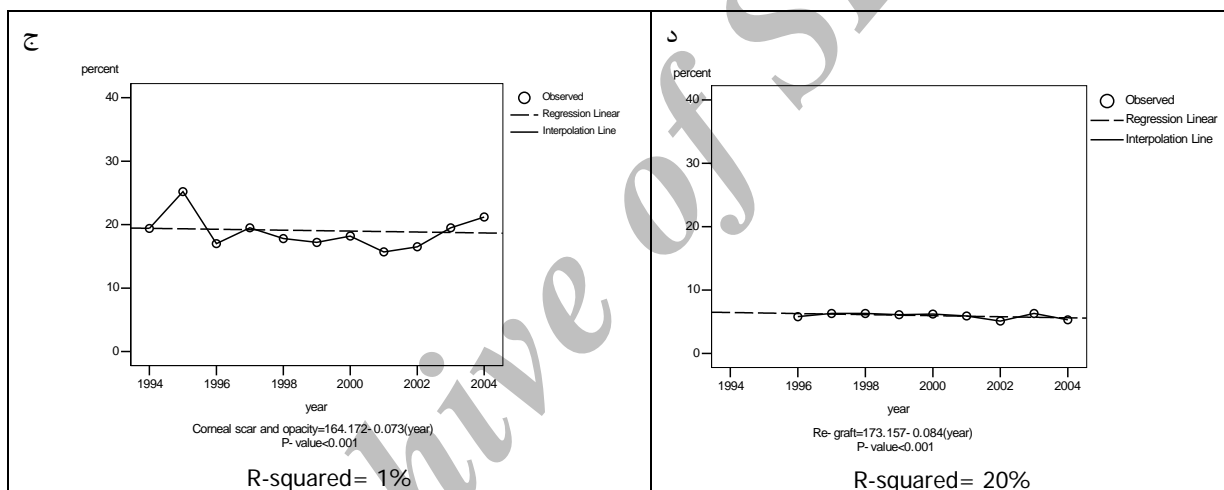 ج
percent
40
30
20
10
0
1994 1996 1998 2000 2002 2004
year
Observed
Regression Linear
Interpolation Line
Corneal scar and opacity=164.172-0.073(year)
P- value<0.001
R-squared= 1%
د
percent
40
30
20
10
0
1994 1996 1998 2000 2002 2004
year
Observed
Regression Linear
Interpolation Line
Re- graft=173.157-0.084(year)
P- value<0.001
R-squared= 20%
hive of S